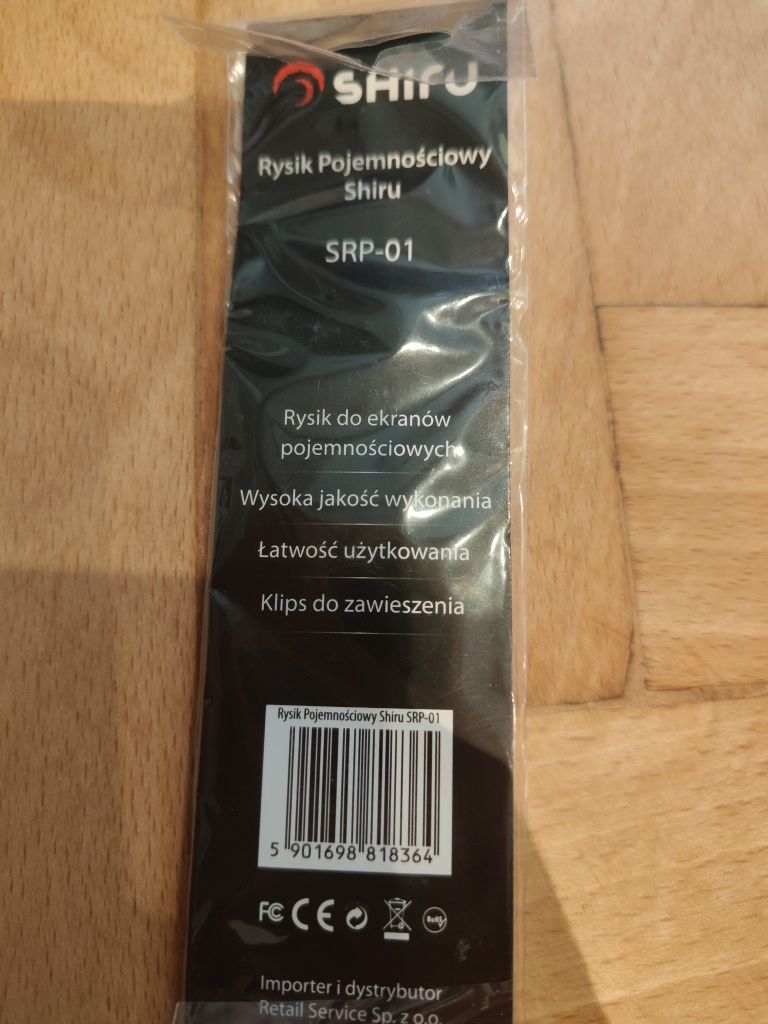 SHIRU
Rysik Pojemnościowy
Shiru
SRP-01
Rysik do ekranów
pojemnościowych
Wysoka jakość wykonania
Łatwość użytkowania
Klips do zawieszenia
Rysik Pojemnościowy Shiru SRP-01
5 901698 818364
FC CE RoHS
Importer i dystrybutor
Retail Service Sp. z o.o.